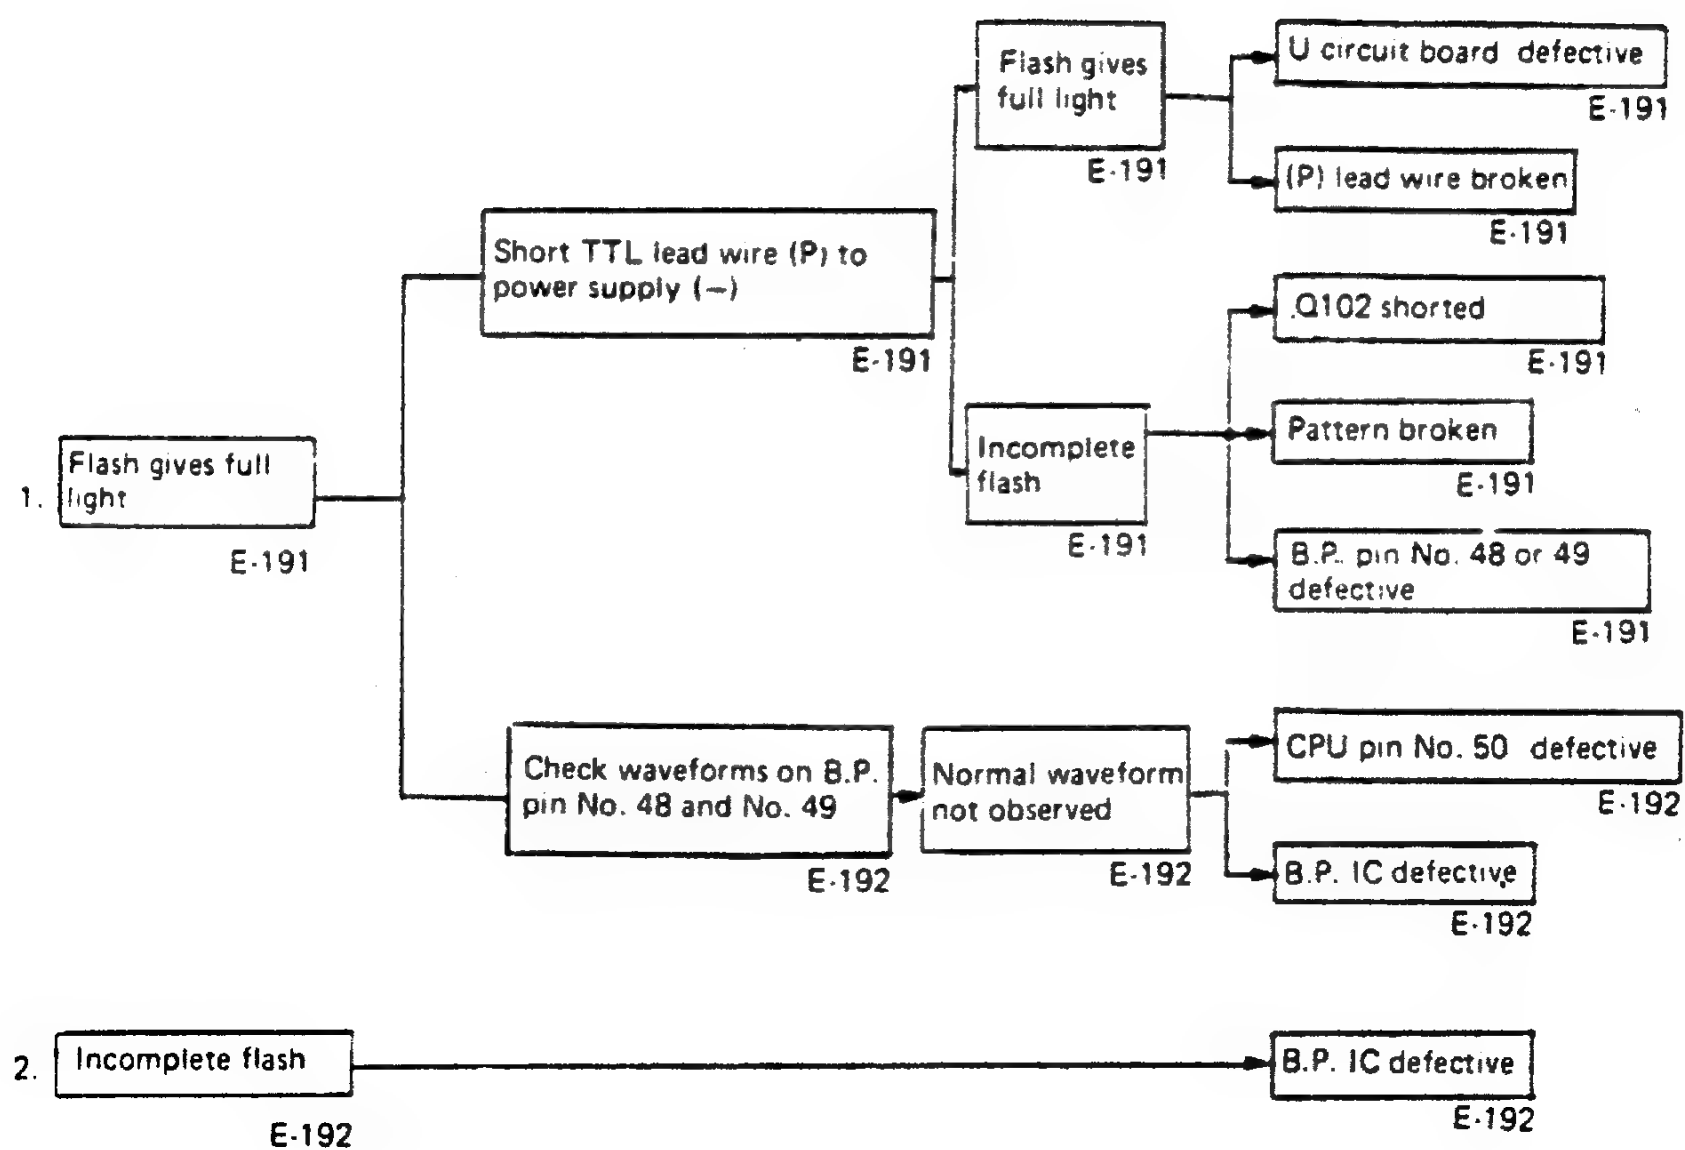 Flash gives
full light
E-191
U circuit board defective
E-191
(P) lead wire broken
E-191
Short TTL lead wire (P) to
power supply (—)
E-191
.Q102 shorted
E-191
Incomplete
flash
E-191
Pattern broken
E-191
B.P. pin No. 48 or 49
defective
E-191
1. Flash gives full
light
E-191
Check waveforms on B.P.
pin No. 48 and No. 49
E-192
Normal waveform
not observed
E-192
CPU pin No. 50 defective
E-192
B.P. IC defective
E-192
2. Incomplete flash
E-192
B.P. IC defective
E-192